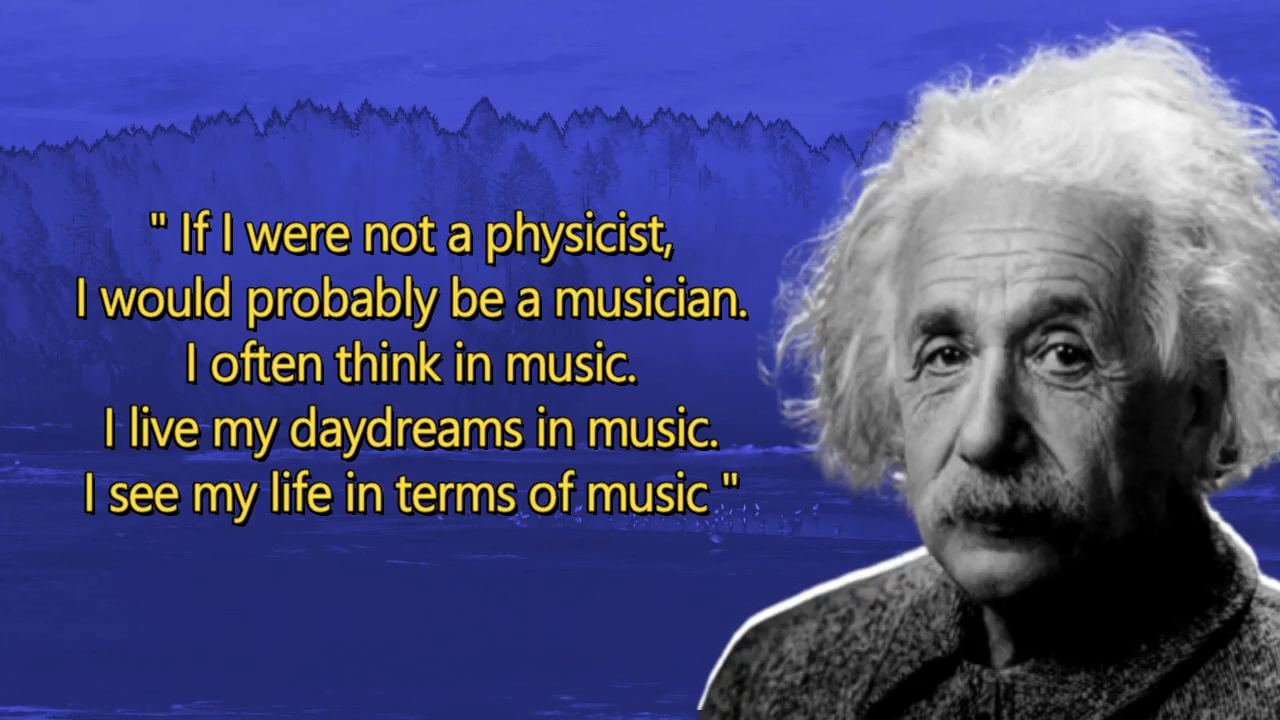 " If I were not a physicist,
I would probably be a musician.
I often think in music.
I live my daydreams in music.
I see my life in terms of music "